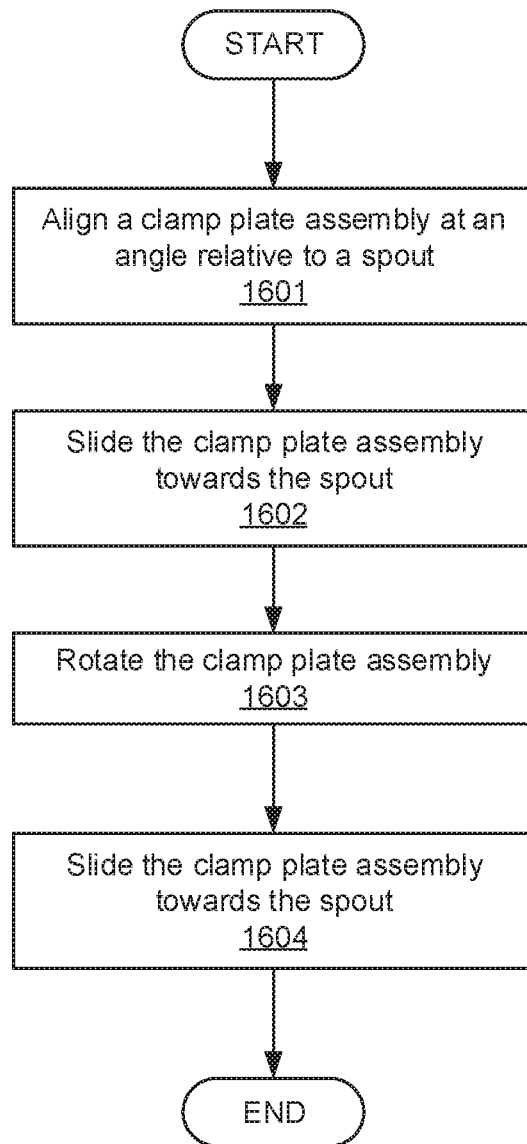 START
Align a clamp plate assembly at an
angle relative to a spout
1601
Slide the clamp plate assembly
towards the spout
1602
Rotate the clamp plate assembly
1603
Slide the clamp plate assembly
towards the spout
1604
END